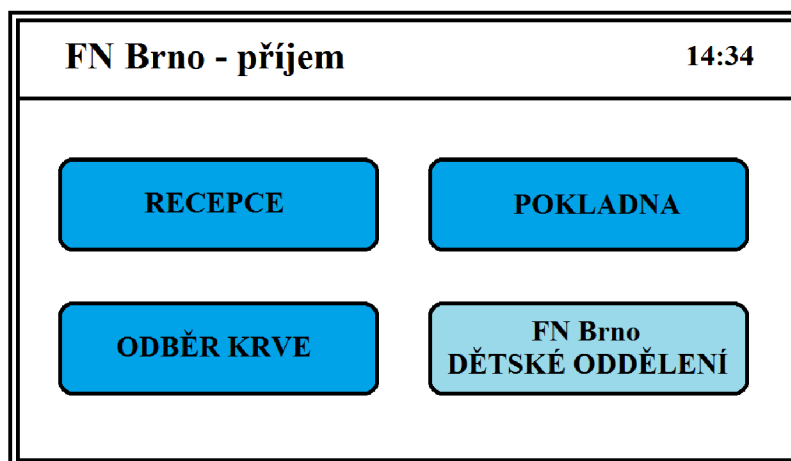 FN Brno - příjem
14:34
RECEPCE
POKLADNA
ODBĚR KRVE
FN Brno
DĚTSKÉ ODDĚLENÍ